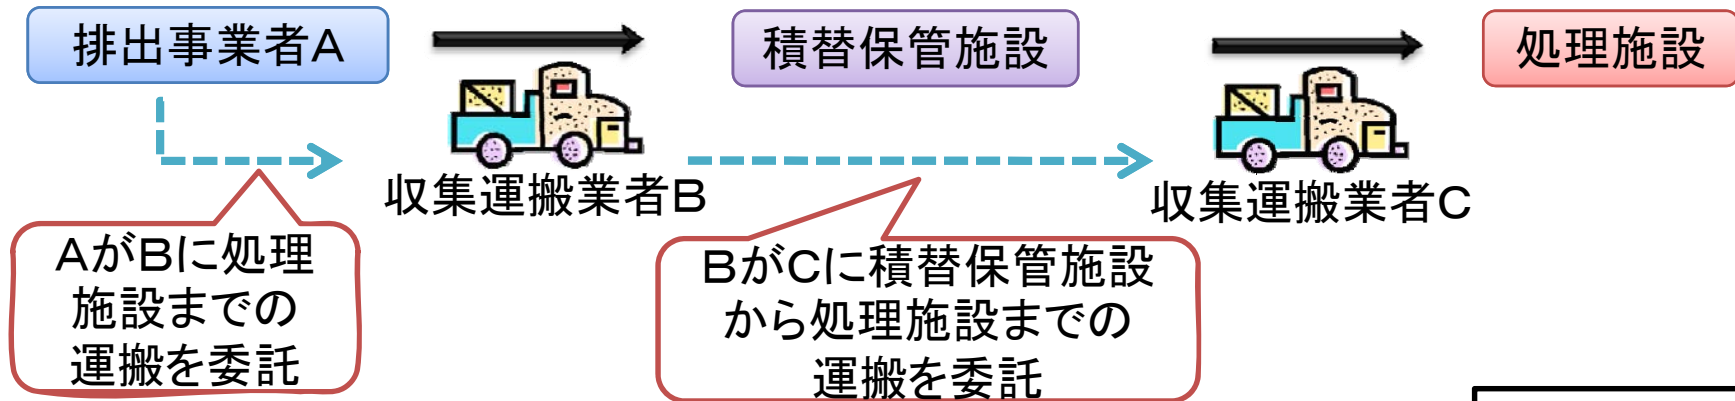 排出事業者A
積替保管施設
処理施設
収集運搬業者B
収集運搬業者C
AがBに処理
施設までの
運搬を委託
BがCに積替保管施設
から処理施設までの
運搬を委託